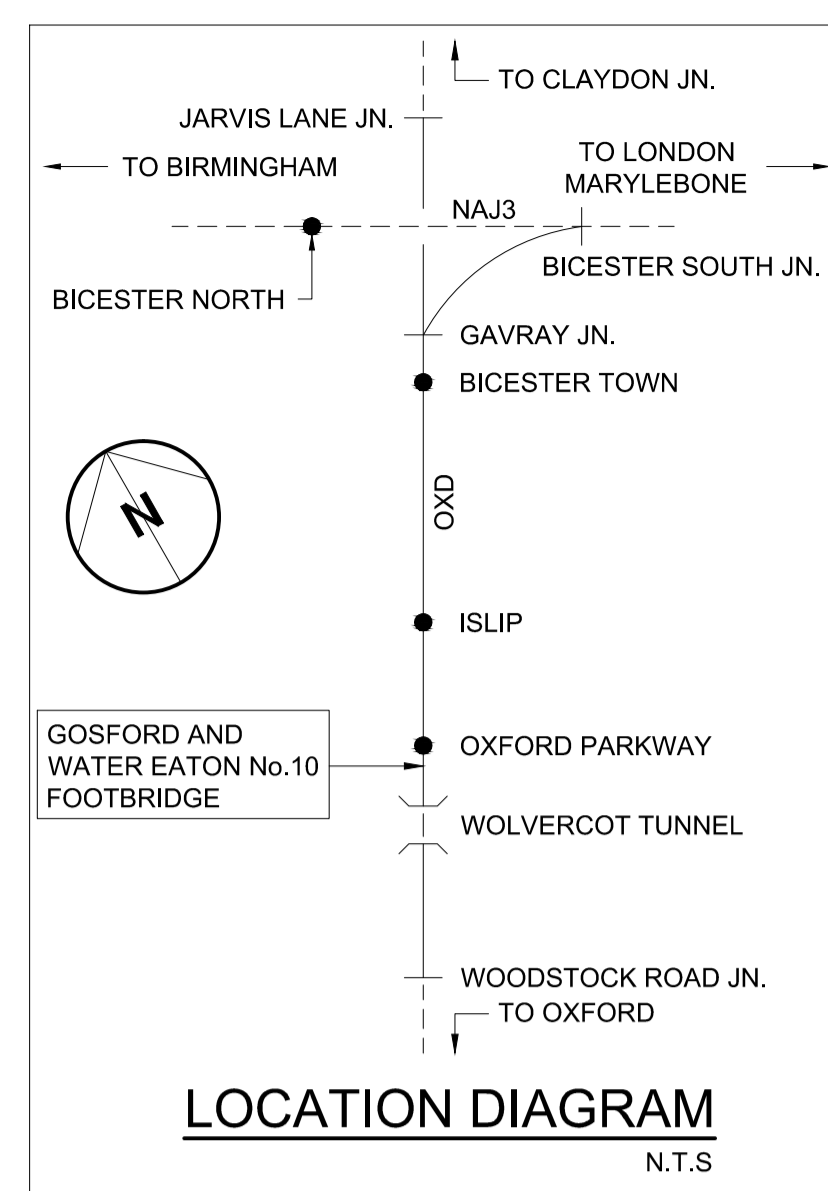 TO CLAYDON JN.
JARVIS LANE JN.
TO BIRMINGHAM
TO LONDON
MARYLEBONE
NAJ3
BICESTER SOUTH JN.
BICESTER NORTH
GAVRAY JN.
BICESTER TOWN
OXD
N
ISLIP
GOSFORD AND
WATER EATON No.10
FOOTBRIDGE
OXFORD PARKWAY
WOLVERCOT TUNNEL
WOODSTOCK ROAD JN.
TO OXFORD
LOCATION DIAGRAM
N.T.S